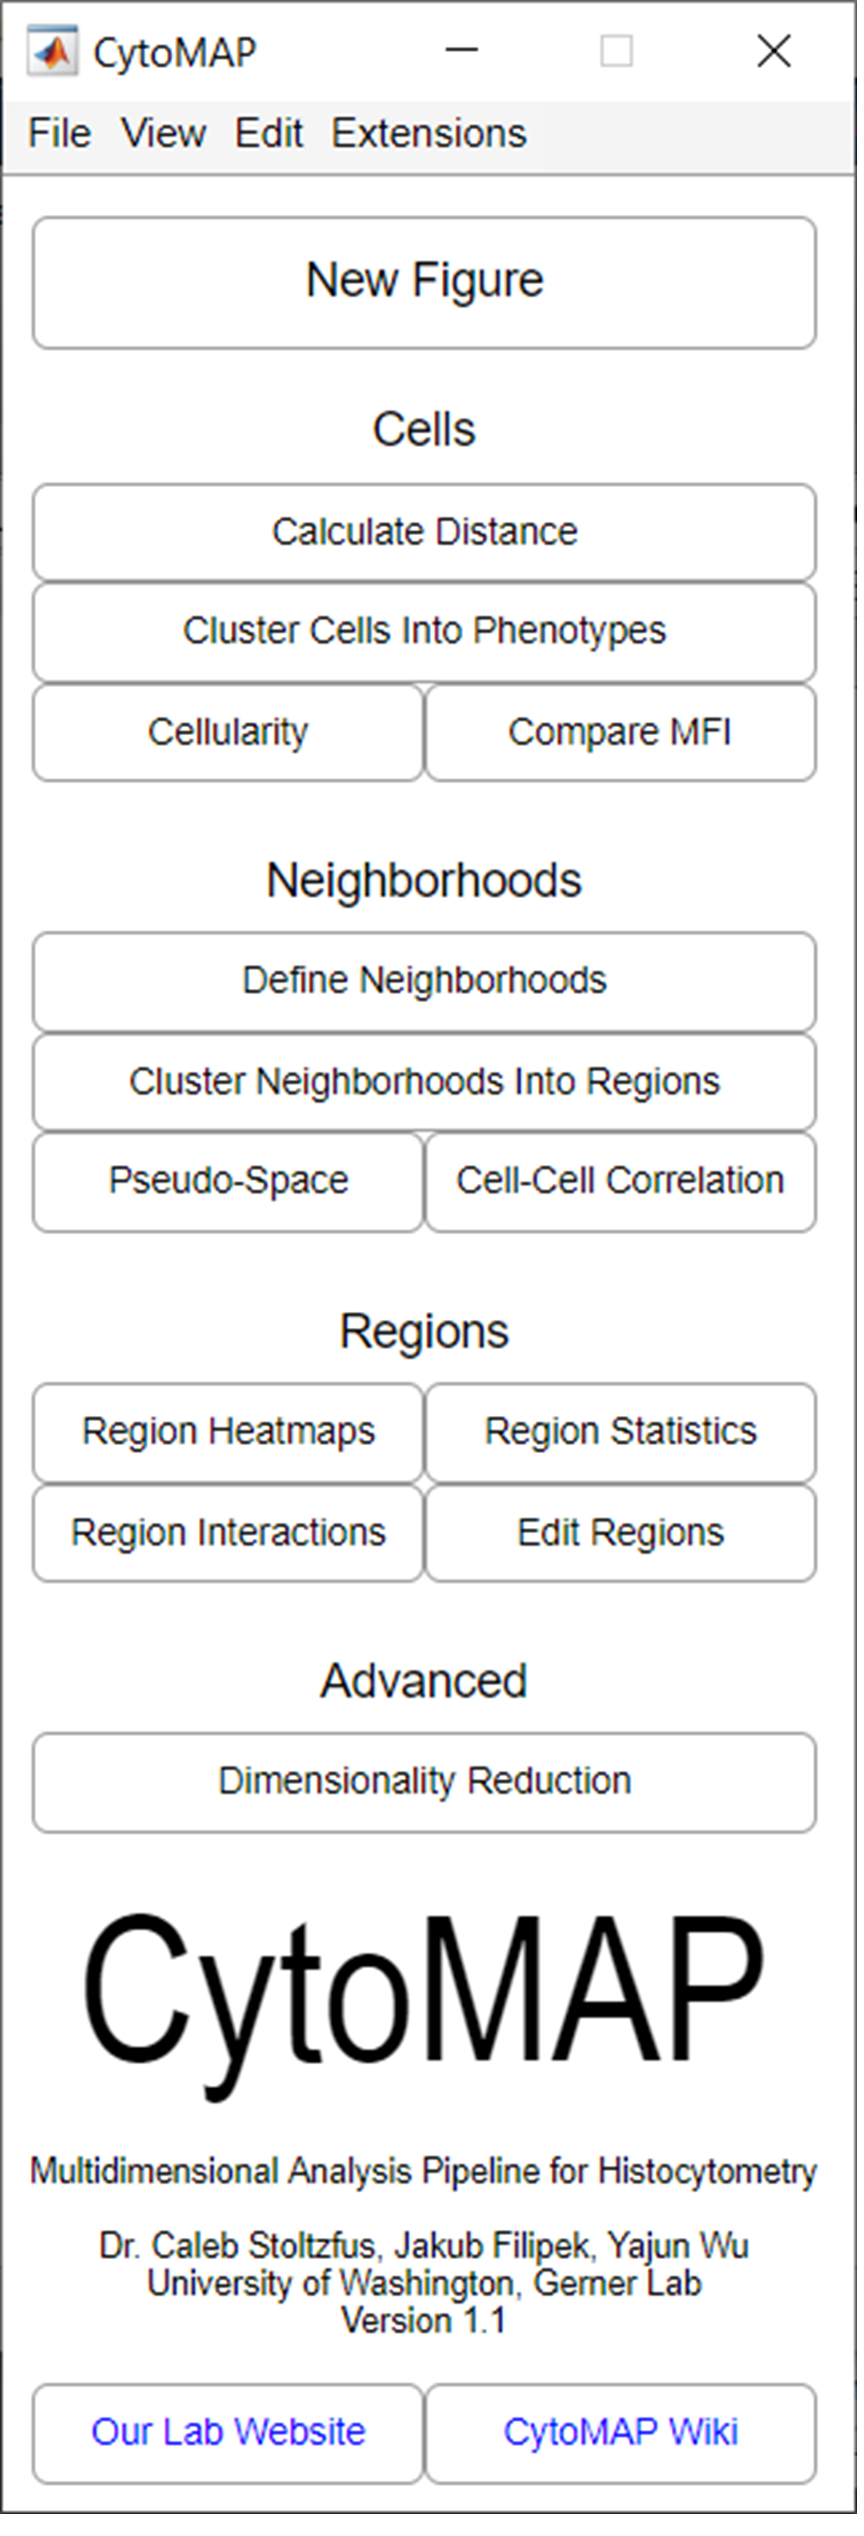 CytoMAP
File View Edit Extensions
New Figure
Cells
Calculate Distance
Cluster Cells Into Phenotypes
Cellularity Compare MFI
Neighborhoods
Define Neighborhoods
Cluster Neighborhoods Into Regions
Pseudo-Space Cell-Cell Correlation
Regions
Region Heatmaps Region Statistics
Region Interactions Edit Regions
Advanced
Dimensionality Reduction
CytoMAP
Multidimensional Analysis Pipeline for Histocytometry
Dr. Caleb Stoltzfus, Jakub Filipek, Yajun Wu
University of Washington, Gerner Lab
Version 1.1
Our Lab Website CytoMAP Wiki